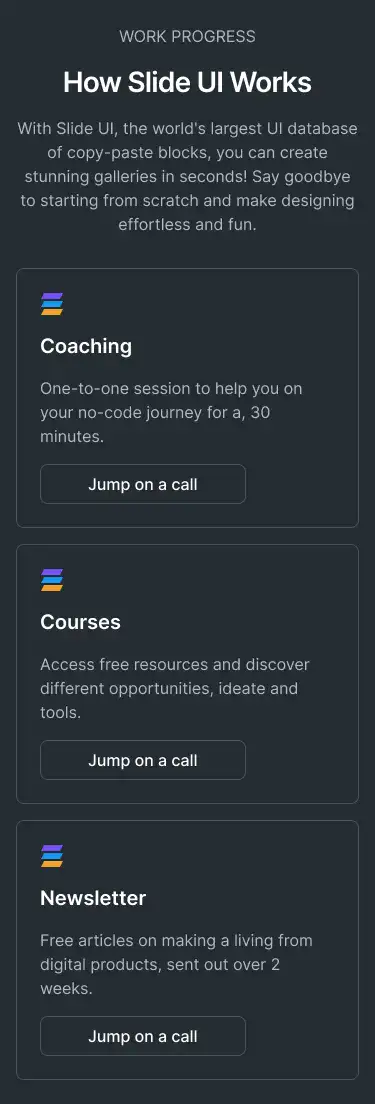 WORK PROGRESS
How Slide UI Works
With Slide UI, the world's largest UI database
of copy-paste blocks, you can create
stunning galleries in seconds! Say goodbye
to starting from scratch and make designing
effortless and fun.
Coaching
One-to-one session to help you on
your no-code journey for a, 30
minutes.
Jump on a call
Courses
Access free resources and discover
different opportunities, ideate and
tools.
Jump on a call
Newsletter
Free articles on making a living from
digital products, sent out over 2
weeks.
Jump on a call